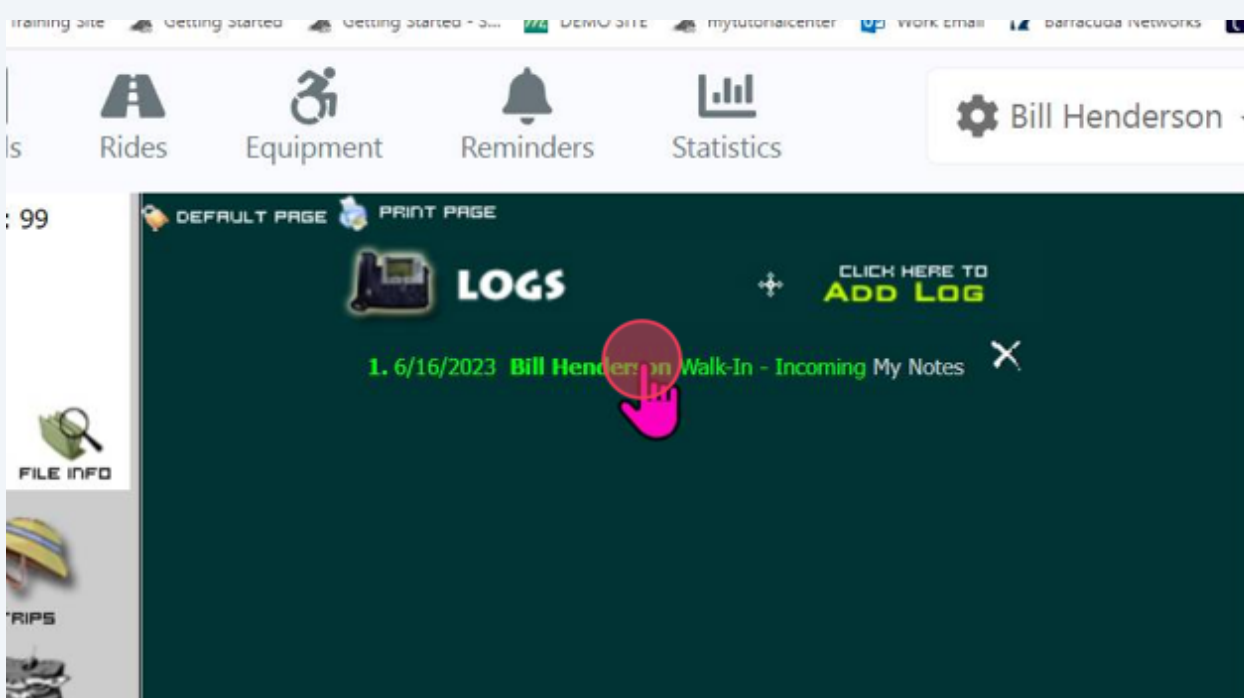 Training Site Getting Started Getting Started - S... DEMO SITE mytutorialcenter Work Email Barracuda Networks
ls Rides Equipment Reminders Statistics Bill Henderson
: 99
DEFAULT PAGE PRINT PAGE
LOGS
CLICK HERE TO
ADD LOG
1. 6/16/2023 Bill Henderson Walk-In - Incoming My Notes
FILE INFO
TRIPS